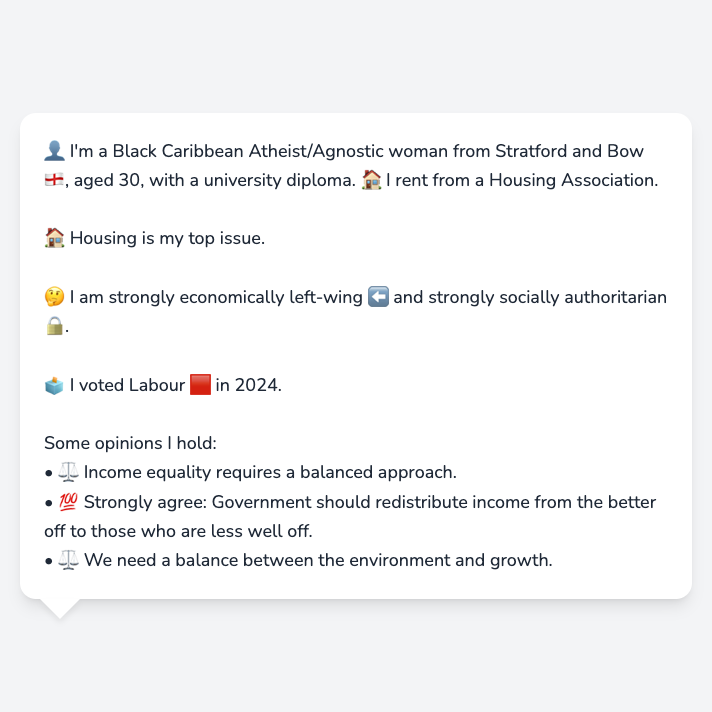 👤 I'm a Black Caribbean Atheist/Agnostic woman from Stratford and Bow
🏴󠁧󠁢󠁥󠁮󠁧󠁿, aged 30, with a university diploma. 🏠 I rent from a Housing Association.
🏠 Housing is my top issue.
🤔 I am strongly economically left-wing ⬅️ and strongly socially authoritarian
🔒.
🗳️ I voted Labour 🟥 in 2024.
Some opinions I hold:
• ⚖️ Income equality requires a balanced approach.
• 💯 Strongly agree: Government should redistribute income from the better
off to those who are less well off.
• ⚖️ We need a balance between the environment and growth.